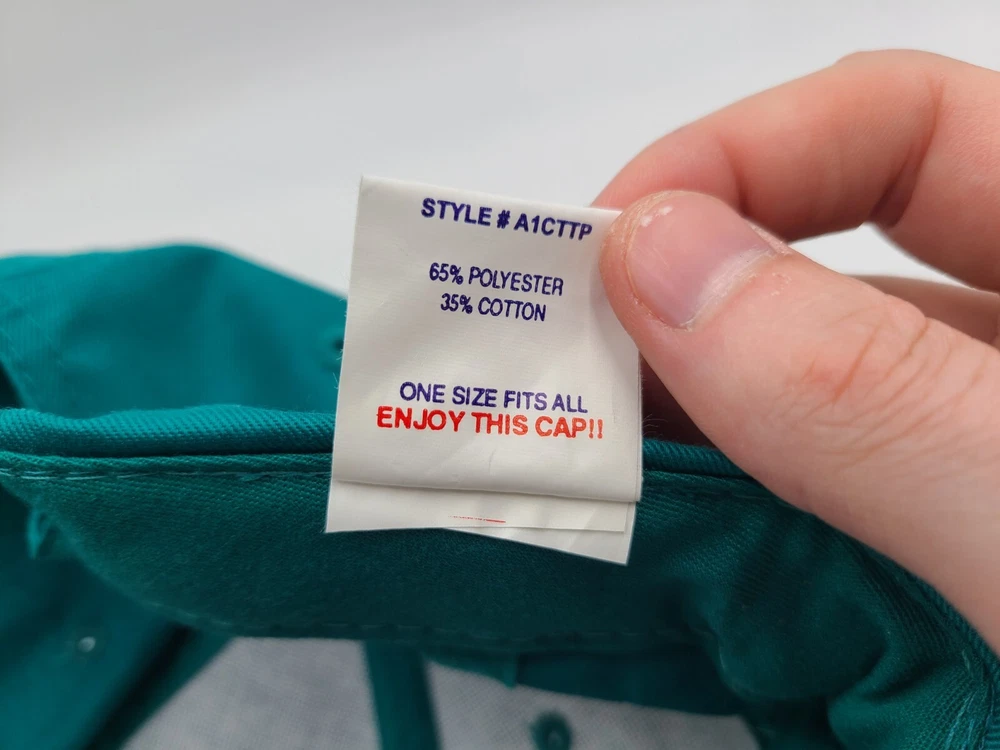 STYLE # A1CTTP
65% POLYESTER
35% COTTON
ONE SIZE FITS ALL
ENJOY THIS CAP!!